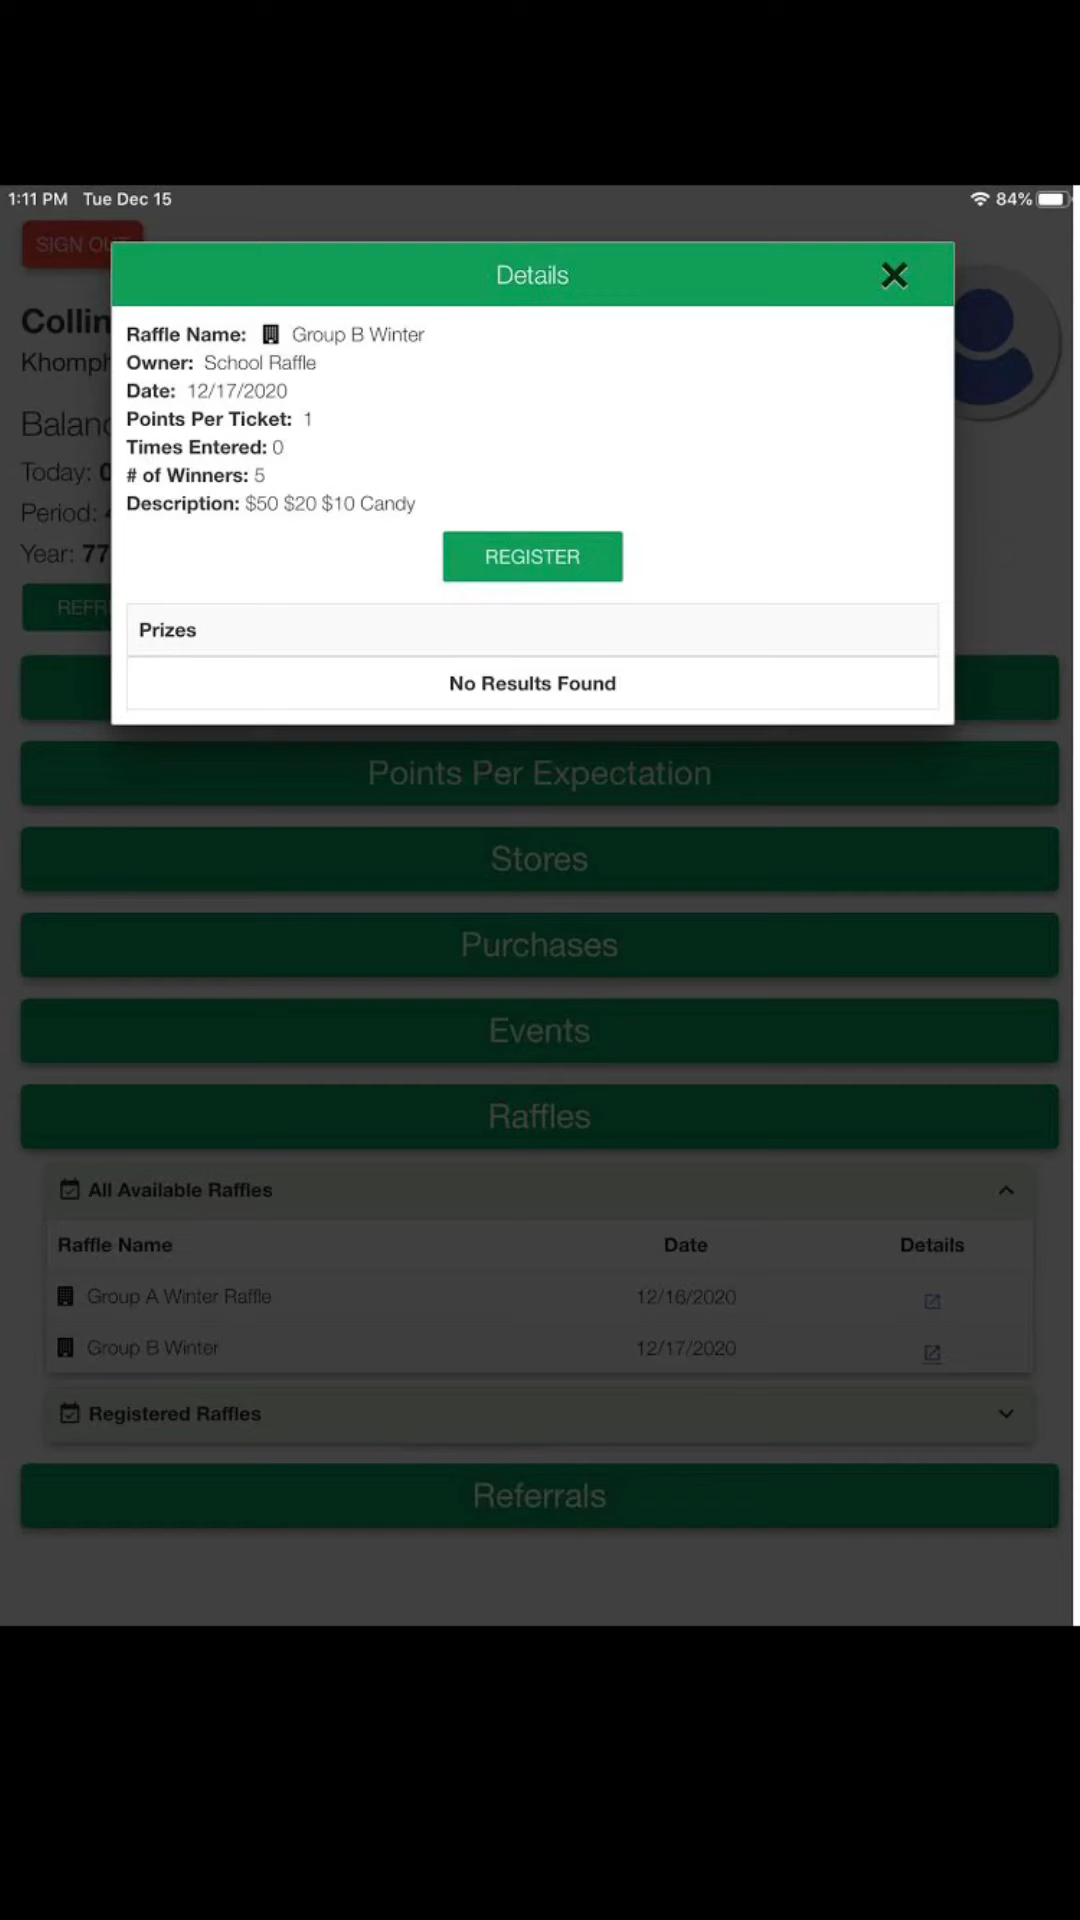 1:11 PM Tue Dec 15 84%
SIGN
Details
Raffle Name: Group B Winter
Owner: School Raffle
Date: 12/17/2020
Points Per Ticket: 1
Times Entered: 0
# of Winners: 5
Description: $50 $20 $10 Candy
REGISTER
Prizes
No Results Found
Today:
Period:
Year: 77
Points Per Expectation
Stores
Purchases
Events
Raffles
All Available Raffles
Raffle Name Date Details
Group A Winter Raffle 12/16/2020
Group B Winter 12/17/2020
Registered Raffles
Referrals